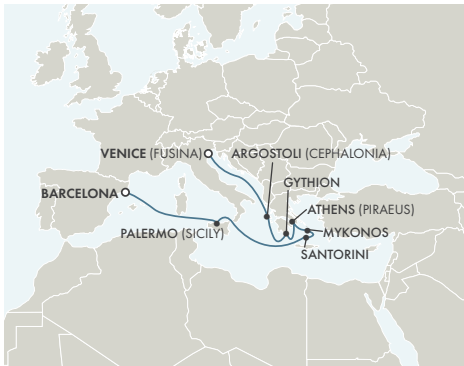 VENICE (FUSINA)
ARGOSTOLI (CEPHALONIA)
GYTHION
BARCELONA
ATHENS (PIRAEUS)
PALERMO (SICILY)
MYKONOS
SANTORINI